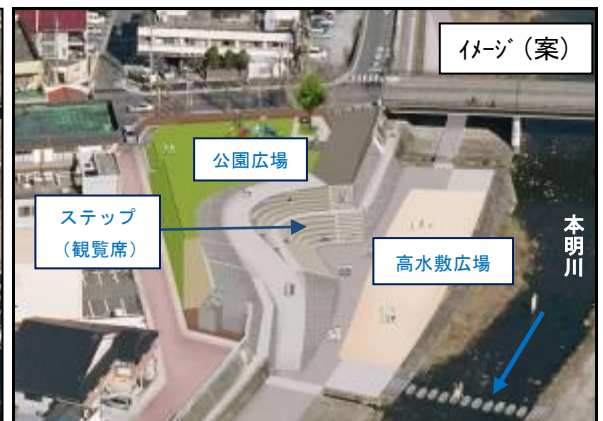 イメージ(案)
公園広場
ステップ
(観覧席)
高水敷広場
本明川